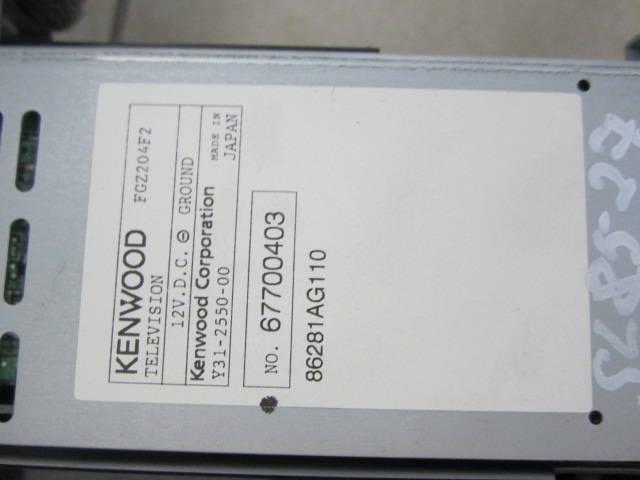 KENWOOD
TELEVISION FGZ204F2
12V.D.C. ⊖ GROUND
Kenwood Corporation MADE IN
Y31-2550-00 JAPAN
NO. 67700403
86281AG110